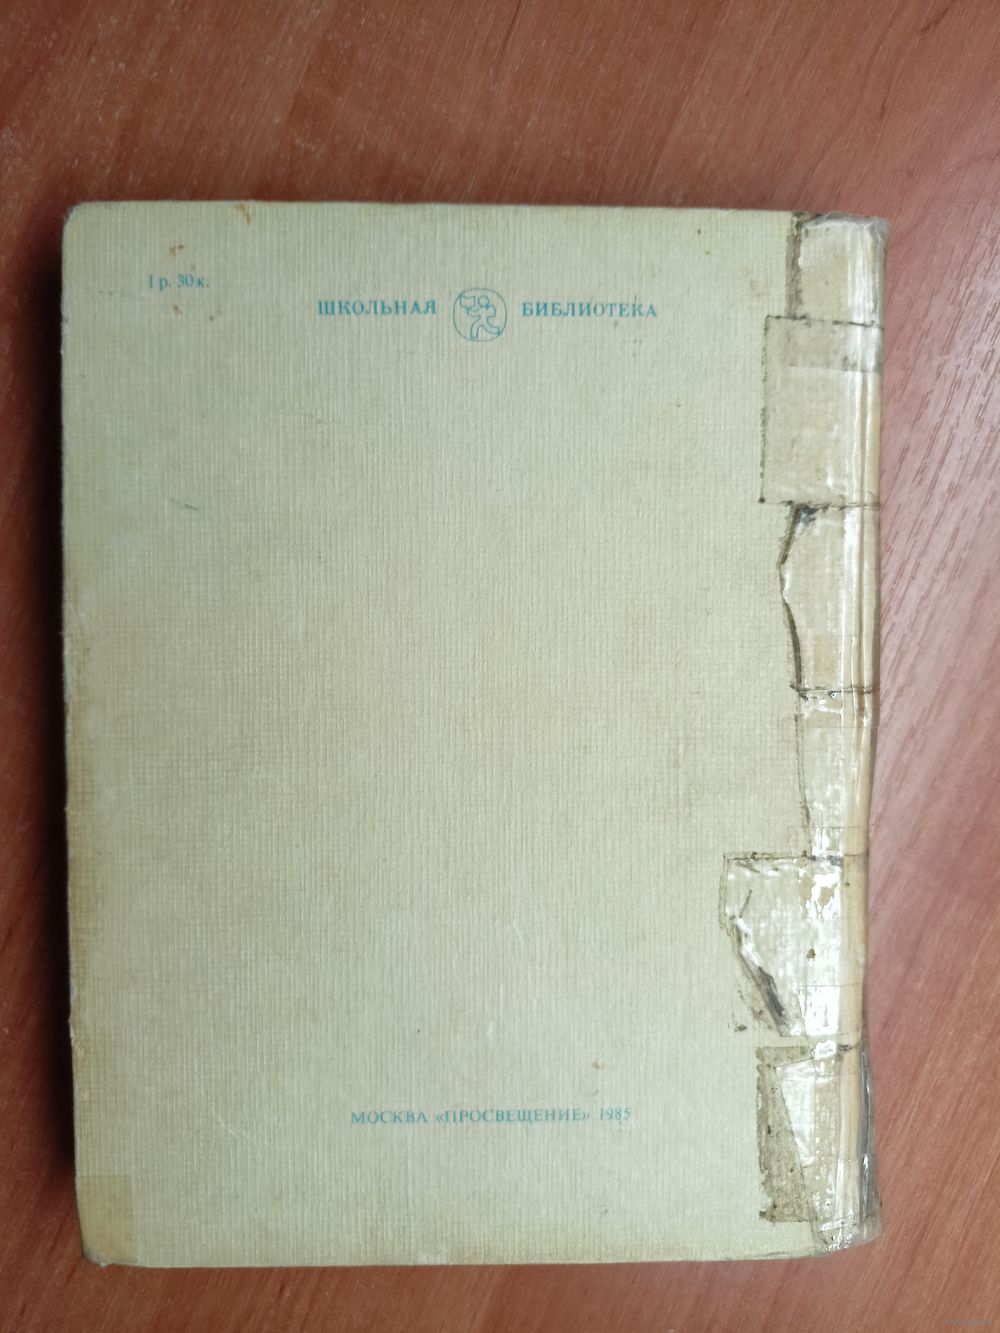 1 р. 30 к.
ШКОЛЬНАЯ БИБЛИОТЕКА
МОСКВА «ПРОСВЕЩЕНИЕ» 1985